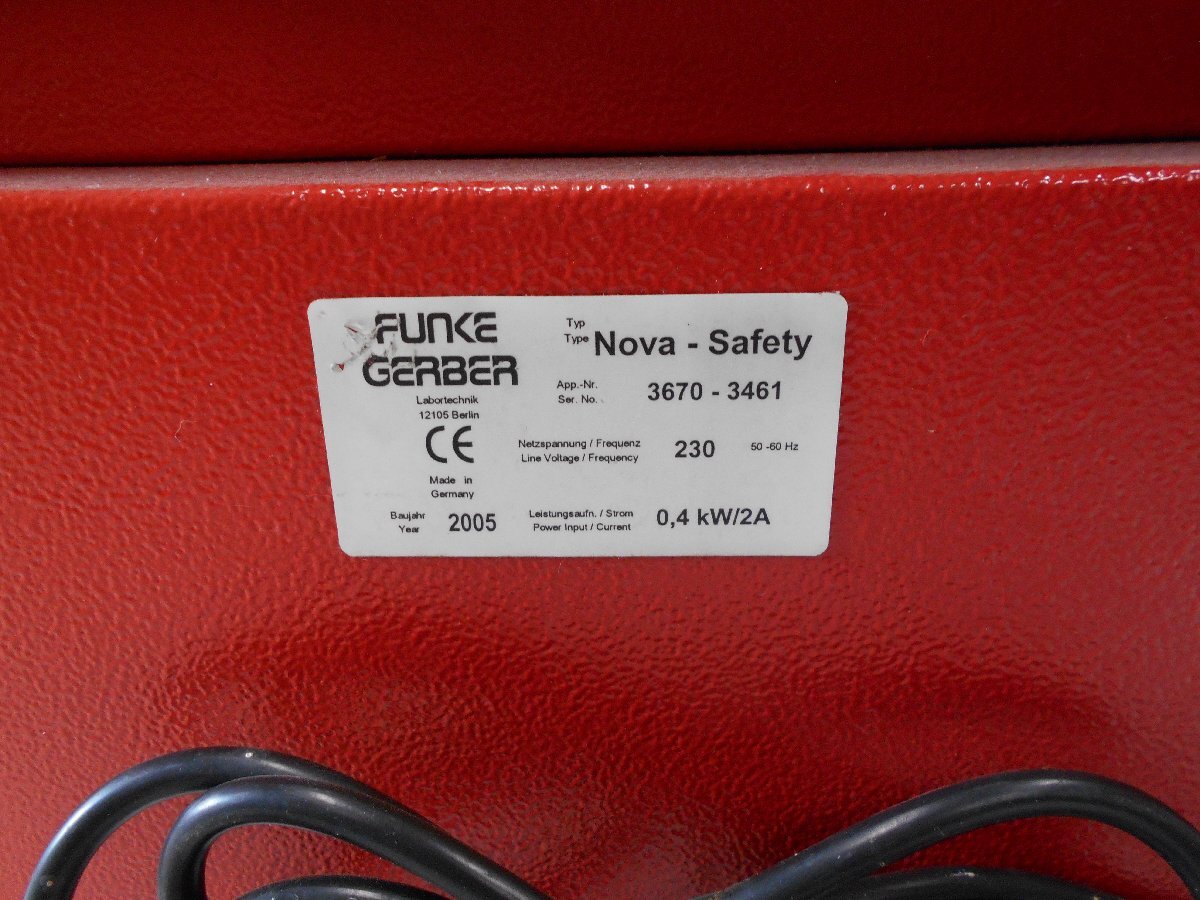 FUNKE
GERBER
Labortechnik
12105 Berlin
CE
Made in
Germany
Baujahr
Year 2005
Typ
Type Nova - Safety
App.-Nr.
Ser. No. 3670 - 3461
Netzspannung / Frequenz
Line Voltage / Frequency 230 50 -60 Hz
Leistungsaufn. / Strom
Power Input / Current 0,4 kW/2A